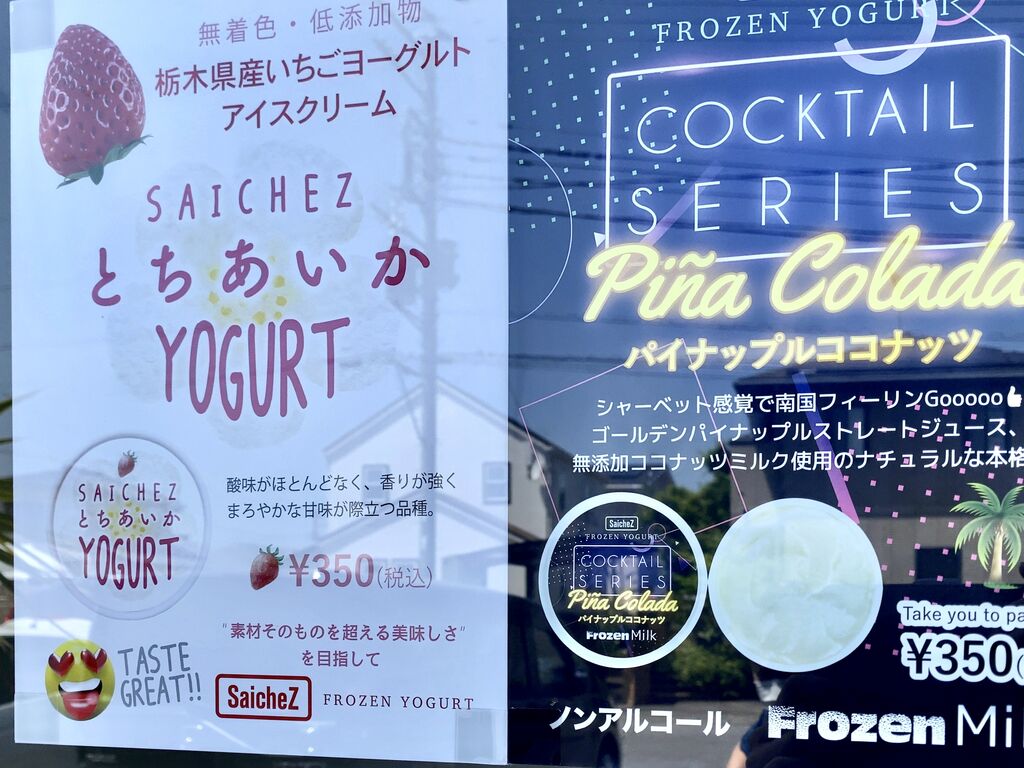 無着色・低添加物
栃木県産いちごヨーグルト
アイスクリーム
SAICHEZ
とちあいか
YOGURT
SAICHEZ
とちあいか
YOGURT
酸味がほとんどなく、香りが強く
まろやかな甘味が際立つ品種。
¥350(税込)
TASTE
GREAT!!
"素材そのものを超える美味しさ"
を目指して
SaicheZ FROZEN YOGURT
FROZEN YOGURT
COCKTAIL
SERIES
Piña Colada
パイナップルココナッツ
シャーベット感覚で南国フィーリンGooooo
ゴールデンパイナップルストレートジュース、
無添加ココナッツミルク使用のナチュラルな本格
SaicheZ
FROZEN YOGURT
COCKTAIL
SERIES
Piña Colada
パイナップルココナッツ
Frozen Milk
Take you to pa
¥350
ノンアルコール
Frozen Mil